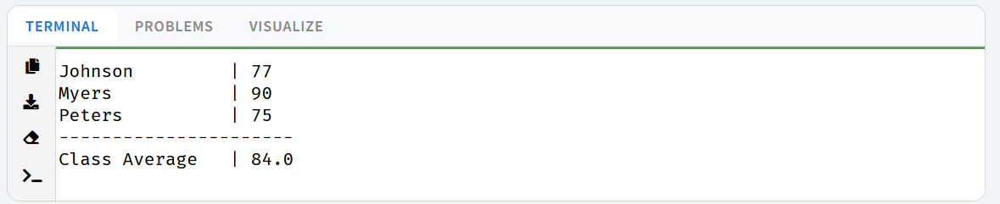 TERMINAL PROBLEMS VISUALIZE
Johnson | 77
Myers | 90
Peters | 75
----------------------
Class Average | 84.0